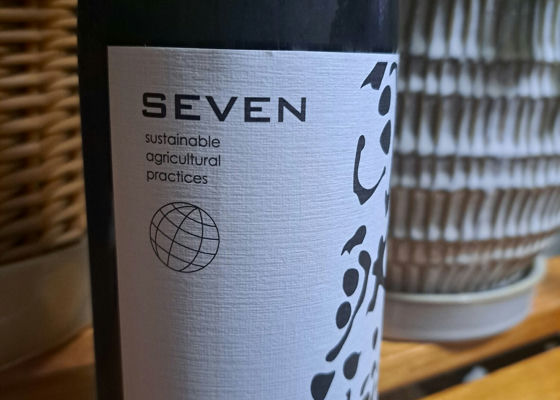 SEVEN
sustainable
agricultural
practices